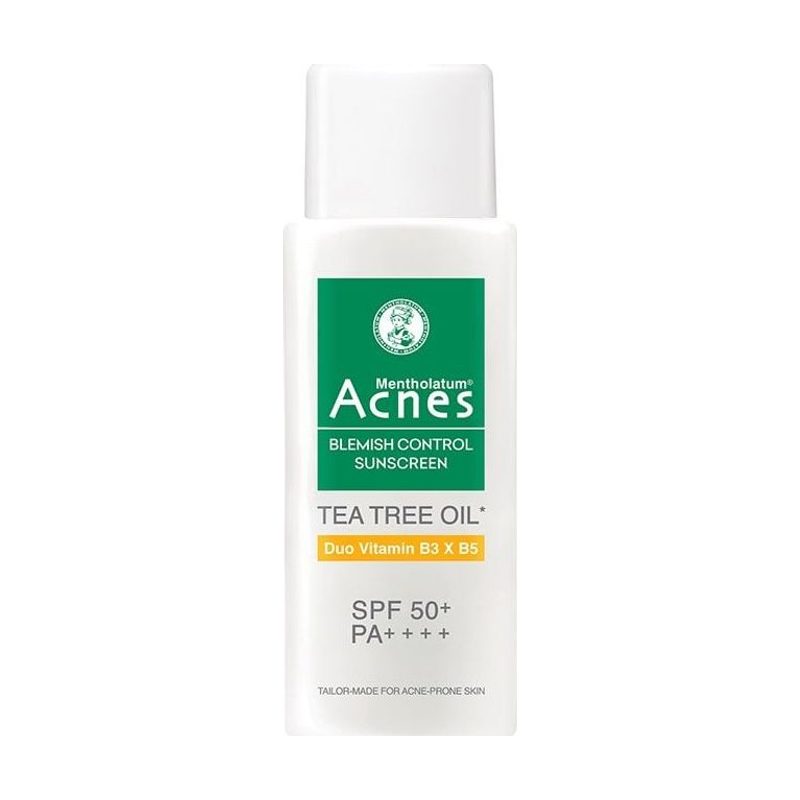 Mentholatum®
Acnes
BLEMISH CONTROL
SUNSCREEN
TEA TREE OIL*
Duo Vitamin B3 X B5
SPF 50+
PA++++
TAILOR-MADE FOR ACNE-PRONE SKIN